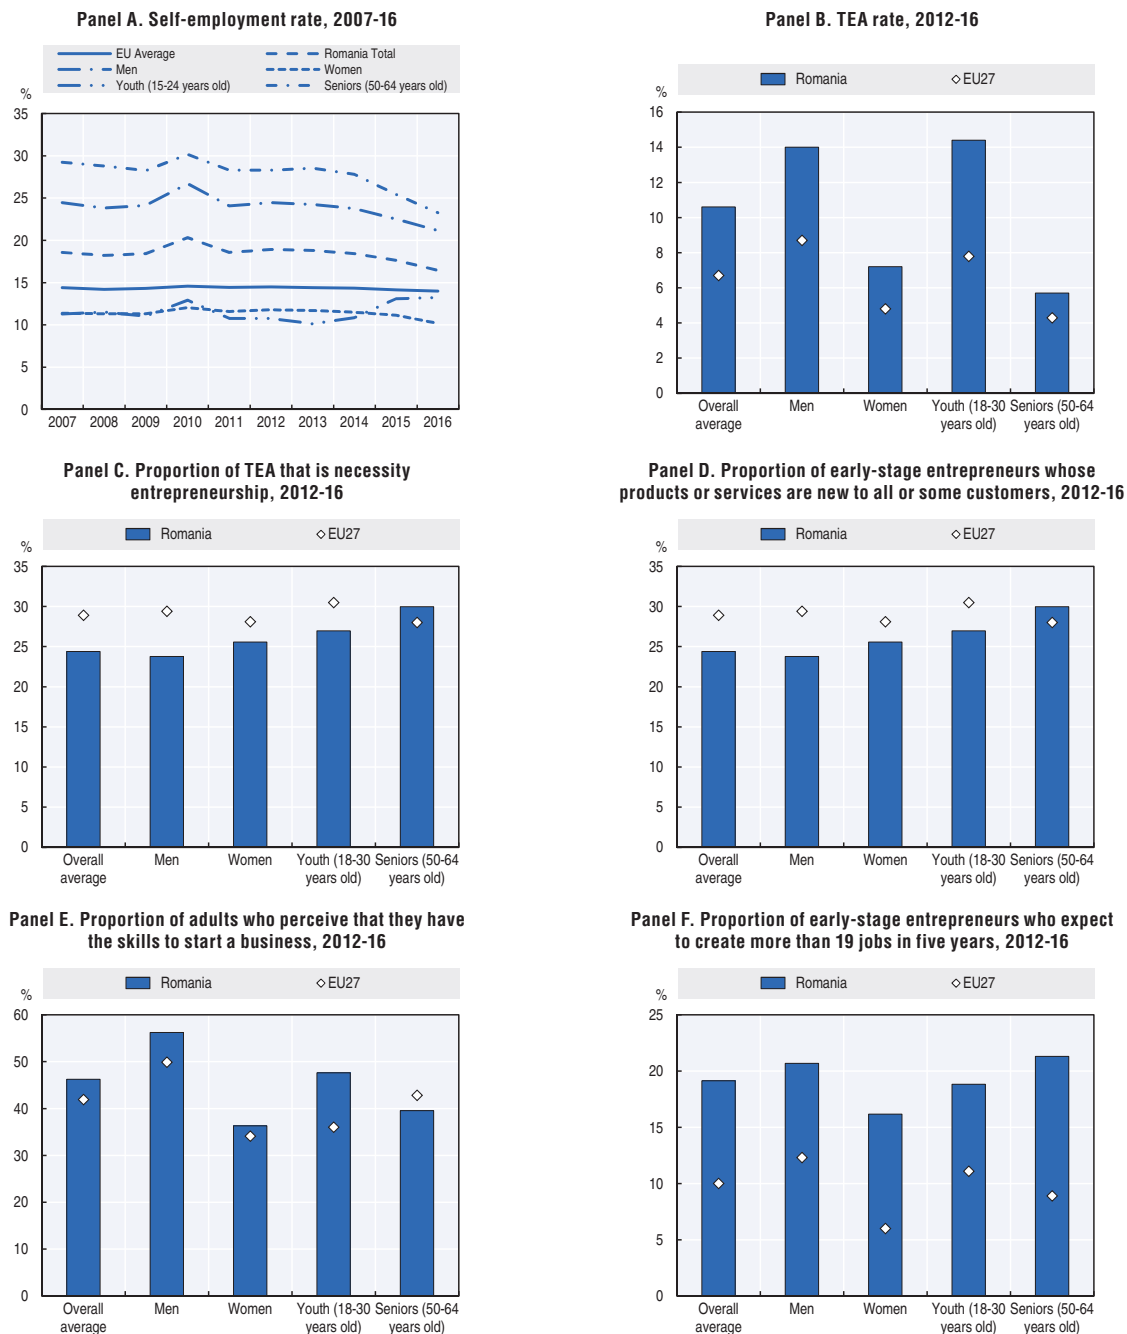 Panel A. Self-employment rate, 2007-16
EU Average
Romania Total
Men
Women
Youth (15-24 years old)
Seniors (50-64 years old)
%
35
30
25
20
15
10
5
0
2007 2008 2009 2010 2011 2012 2013 2014 2015 2016
Panel B. TEA rate, 2012-16
Romania
EU27
%
16
14
12
10
8
6
4
2
0
Overall Men Women Youth (18-30 Seniors (50-64
average years old) years old)
Panel C. Proportion of TEA that is necessity
entrepreneurship, 2012-16
Romania
EU27
%
35
30
25
20
15
10
5
0
Overall Men Women Youth (18-30 Seniors (50-64
average years old) years old)
Panel D. Proportion of early-stage entrepreneurs whose
products or services are new to all or some customers, 2012-16
Romania
EU27
%
35
30
25
20
15
10
5
0
Overall Men Women Youth (18-30 Seniors (50-64
average years old) years old)
Panel E. Proportion of adults who perceive that they have
the skills to start a business, 2012-16
Romania
EU27
%
60
50
40
30
20
10
0
Overall Men Women Youth (18-30 Seniors (50-64
average years old) years old)
Panel F. Proportion of early-stage entrepreneurs who expect
to create more than 19 jobs in five years, 2012-16
Romania
EU27
%
25
20
15
10
5
0
Overall Men Women Youth (18-30 Seniors (50-64
average years old) years old)